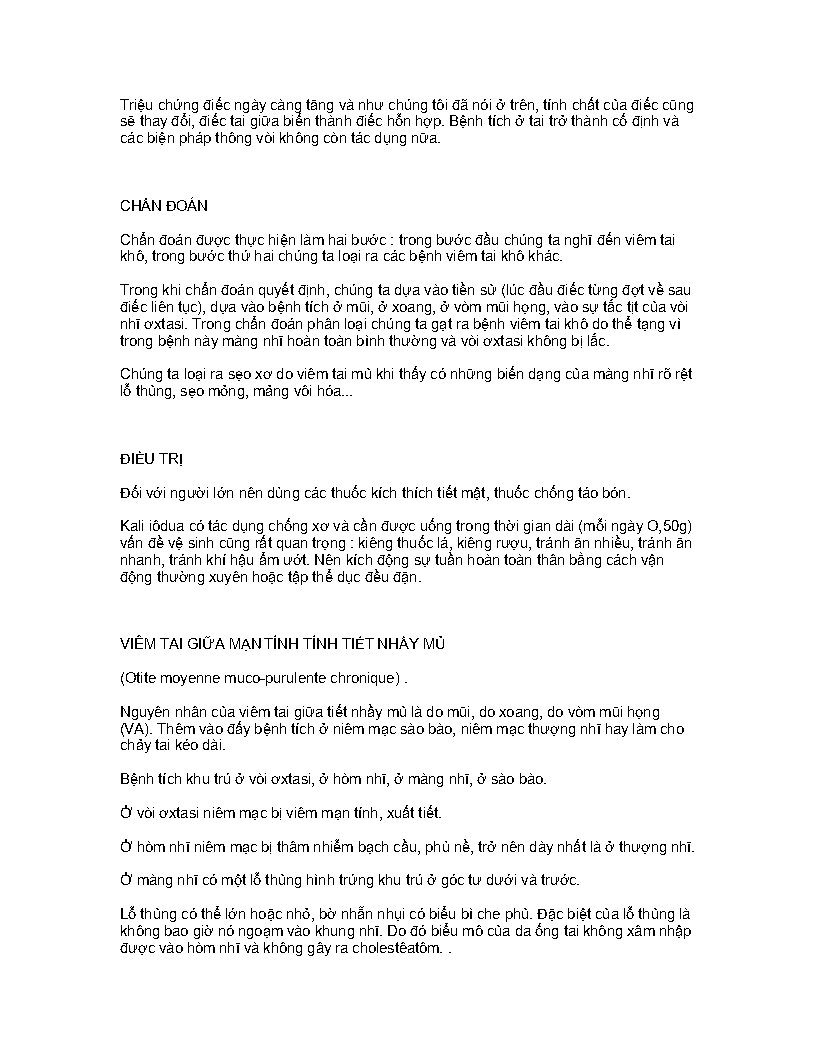 Triệu chứng điếc ngày càng tăng và như chúng tôi đã nói ở trên, tính chất của điếc cũng
sẽ thay đổi, điếc tai giữa biến thành điếc hỗn hợp. Bệnh tích ở tai trở thành cố định và
các biện pháp thông vòi không còn tác dụng nữa.
CHẨN ĐOÁN
Chẩn đoán được thực hiện làm hai bước : trong bước đầu chúng ta nghĩ đến viêm tai
khô, trong bước thứ hai chúng ta loại ra các bệnh viêm tai khô khác.
Trong khi chẩn đoán quyết định, chúng ta dựa vào tiền sử (lúc đầu điếc từng đợt về sau
điếc liên tục), dựa vào bệnh tích ở mũi, ở xoang, ở vòm mũi họng, vào sự tắc tịt của vòi
nhĩ ơxtasi. Trong chẩn đoán phân loại chúng ta gạt ra bệnh viêm tai khô do thể tạng vì
trong bệnh này màng nhĩ hoàn toàn bình thường và vòi ơxtasi không bị lấc.
Chúng ta loại ra sẹo xơ do viêm tai mủ khi thấy có những biến dạng của màng nhĩ rõ rệt
lỗ thủng, sẹo mỏng, mảng vôi hóa...
ĐIỀU TRỊ
Đối với người lớn nên dùng các thuốc kích thích tiết mật, thuốc chống táo bón.
Kali iôdua có tác dụng chống xơ và cần được uống trong thời gian dài (mỗi ngày O,50g)
vấn đề vệ sinh cũng rất quan trọng : kiêng thuốc lá, kiêng rượu, tránh ăn nhiều, tránh ăn
nhanh, tránh khí hậu ẩm ướt. Nên kích động sự tuần hoàn toàn thân bằng cách vận
động thường xuyên hoặc tập thể dục đều đặn.
VIÊM TAI GIỮA MẠN TÍNH TÍNH TIẾT NHẦY MỦ
(Otite moyenne muco-purulente chronique) .
Nguyên nhân của viêm tai giữa tiết nhầy mủ là do mũi, do xoang, do vòm mũi họng
(VA). Thêm vào đấy bệnh tích ở niêm mạc sào bào, niêm mạc thượng nhĩ hay làm cho
chảy tai kéo dài.
Bệnh tích khu trú ở vòi ơxtasi, ở hòm nhĩ, ở màng nhĩ, ở sào bào.
Ở vòi ơxtasi niêm mạc bị viêm mạn tính, xuất tiết.
Ở hòm nhĩ niêm mạc bị thâm nhiễm bạch cầu, phù nề, trở nên dày nhất là ở thượng nhĩ.
Ở màng nhĩ có một lỗ thủng hình trứng khu trú ở góc tư dưới và trước.
Lỗ thủng có thể lớn hoặc nhỏ, bờ nhẵn nhụi có biểu bì che phủ. Đặc biệt của lỗ thủng là
không bao giờ nó ngoạm vào khung nhĩ. Do đó biểu mô của da ống tai không xâm nhập
được vào hòm nhĩ và không gây ra cholestêatôm. .